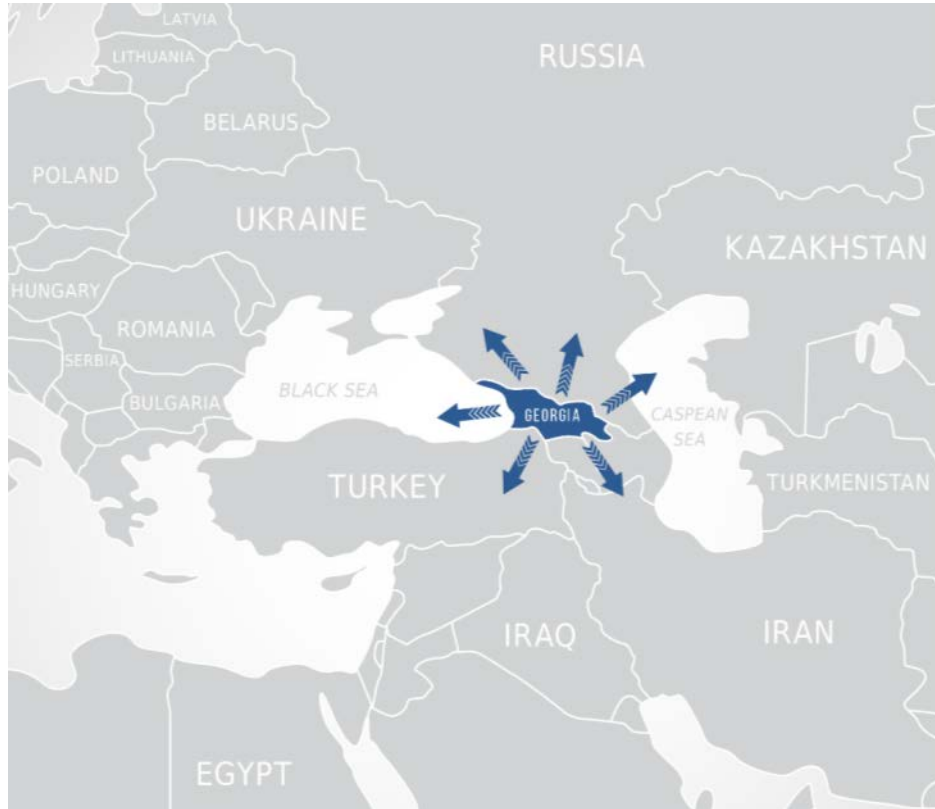 LATVIA
RUSSIA
LITHUANIA
BELARUS
POLAND
UKRAINE
KAZAKHSTAN
HUNGARY
ROMANIA
SERBIA
BLACK SEA
BULGARIA
GEORGIA
CASPEAN
SEA
TURKEY
TURKMENISTAN
IRAQ
IRAN
EGYPT